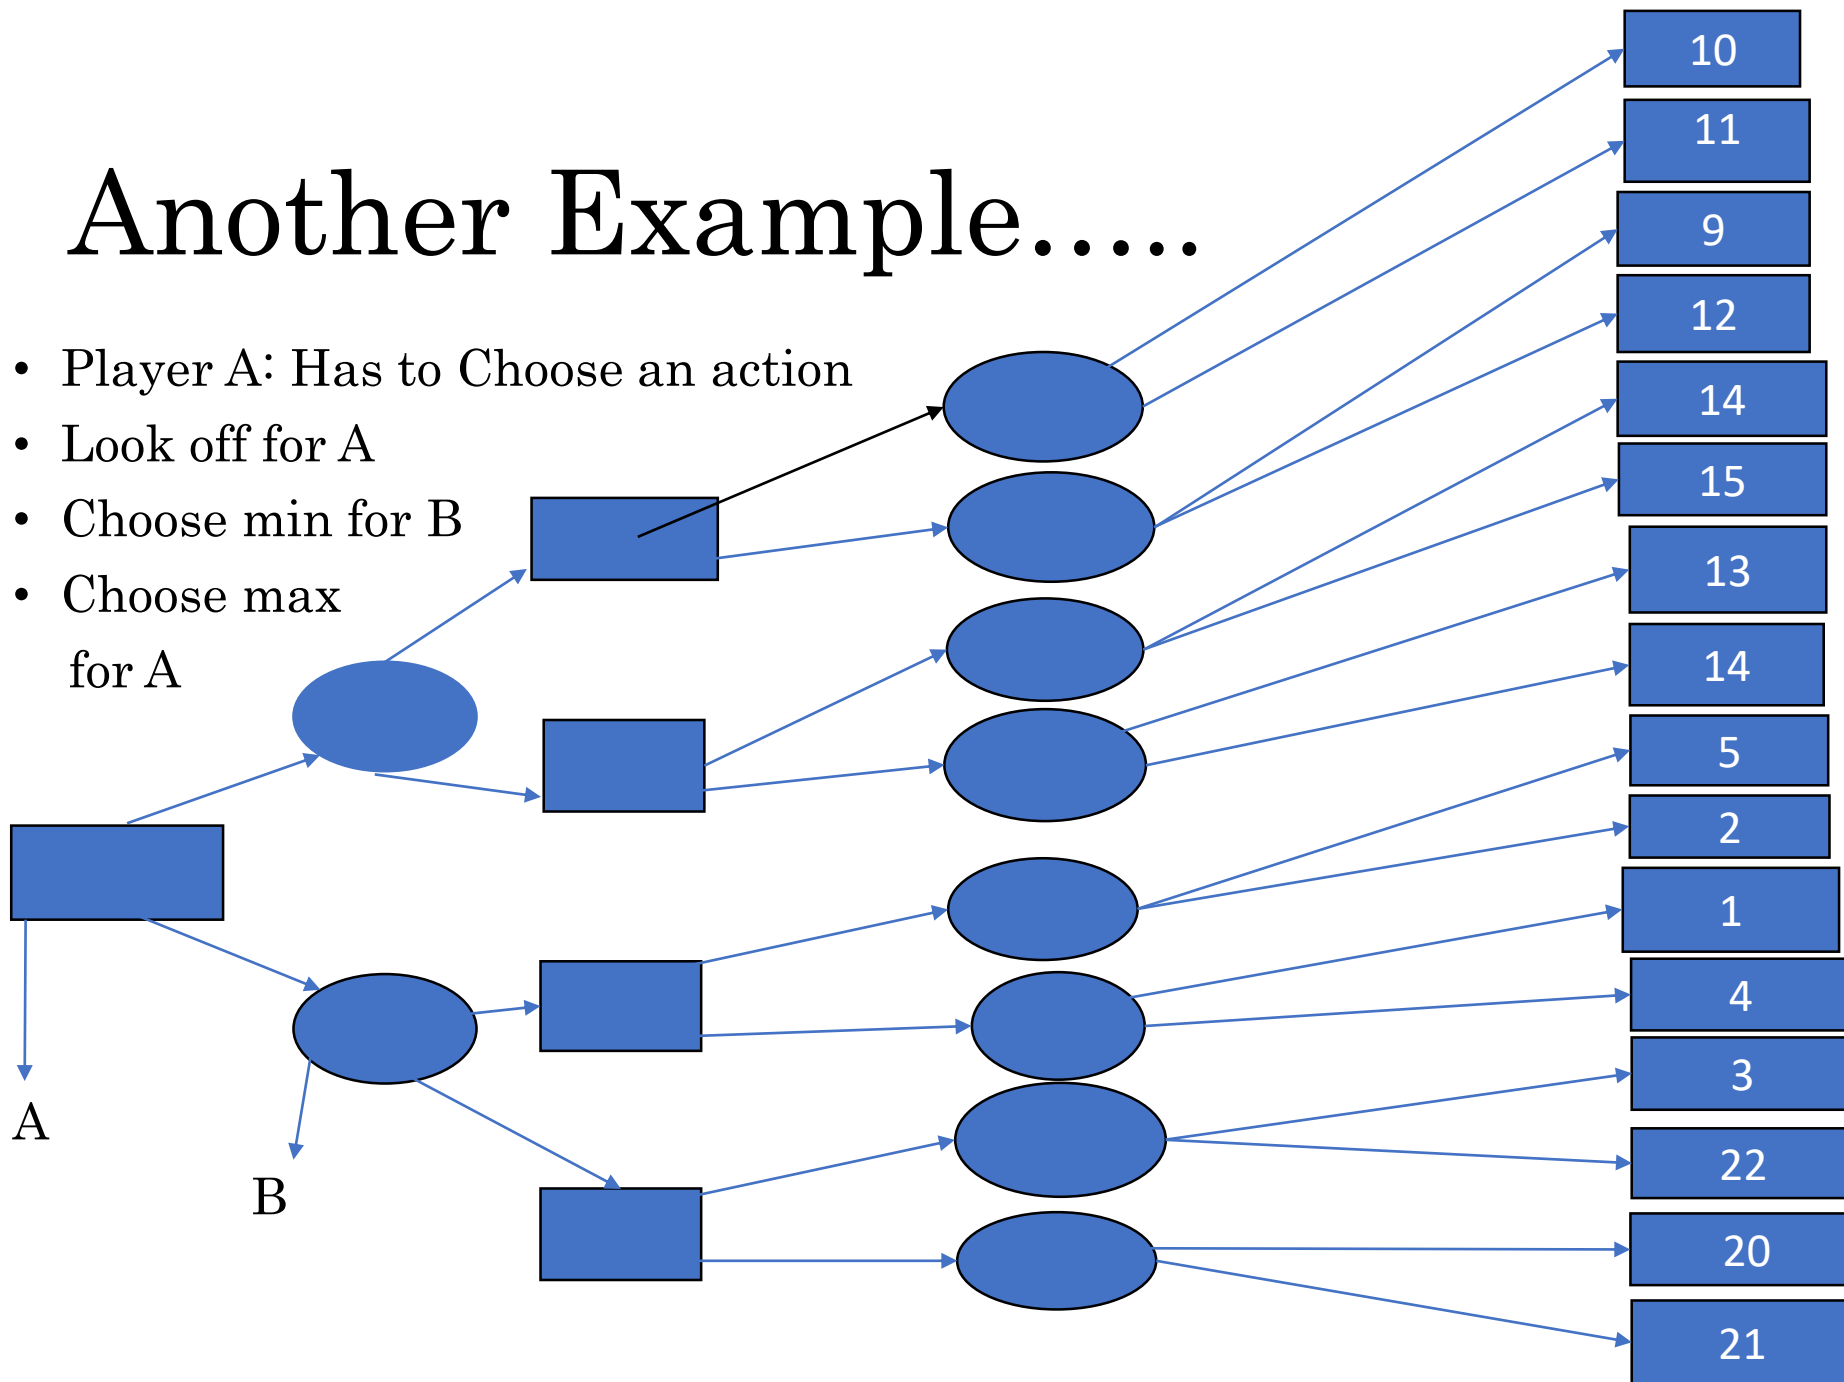 Another Example.....
• Player A: Has to Choose an action
• Look off for A
• Choose min for B
• Choose max
for A
A
B
10
11
9
12
14
15
13
14
5
2
1
4
3
22
20
21